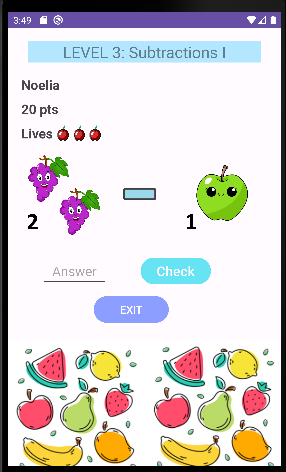 3:49
LEVEL 3: Subtractions I
Noelia
20 pts
Lives
2 1
Answer Check
EXIT